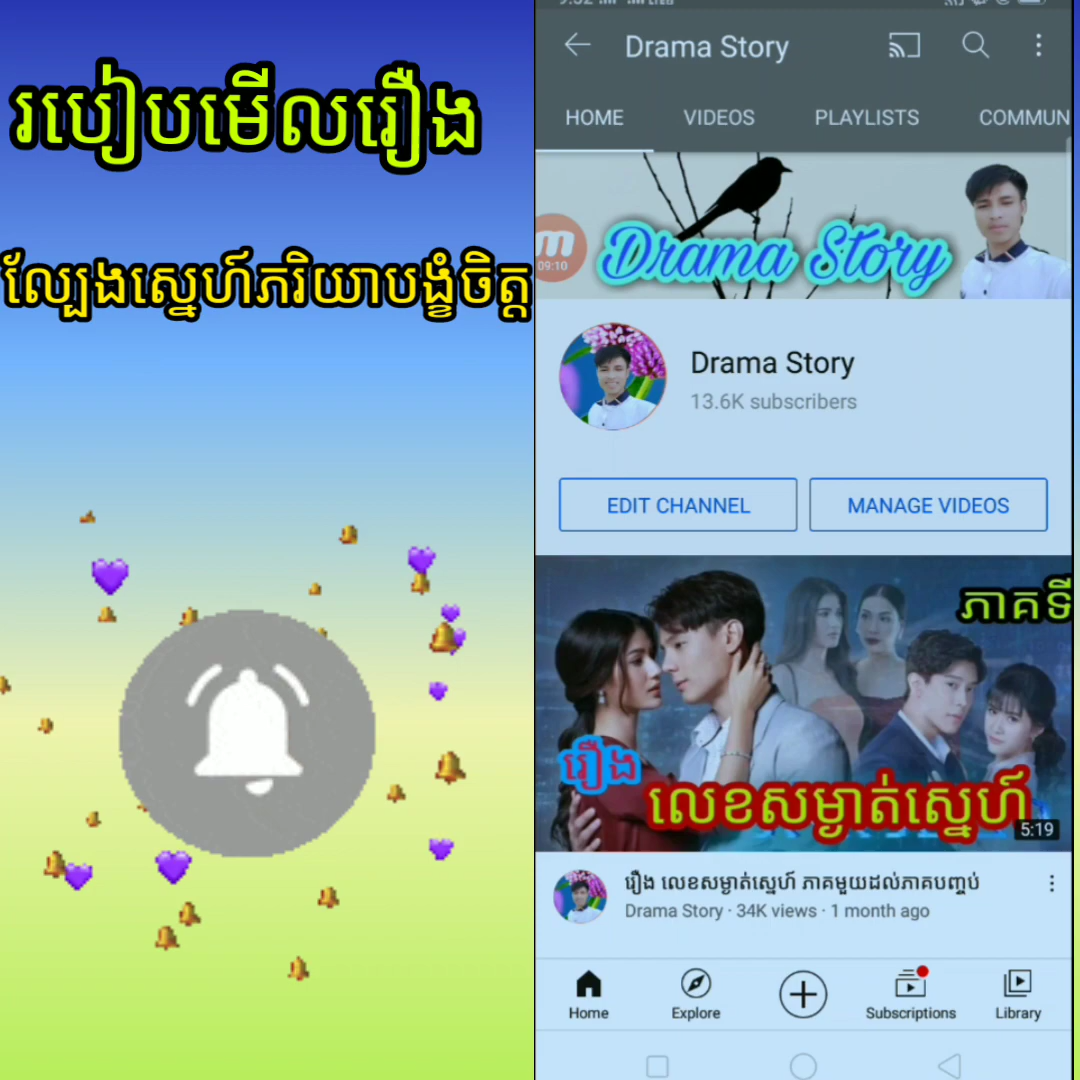 របៀបមើលរឿង
ល្បែងស្នេហ៍ភរិយាបង្ខំចិត្ត
Drama Story
HOME VIDEOS PLAYLISTS COMMUN
Drama Story
09:10
Drama Story
13.6K subscribers
EDIT CHANNEL MANAGE VIDEOS
ភាគទី
រឿង
លេខសម្ងាត់ស្នេហ៍
5:19
រឿង លេខសម្ងាត់ស្នេហ៍ ភាគមួយដល់ភាគបញ្ចប់
Drama Story · 34K views · 1 month ago
Home Explore Subscriptions Library